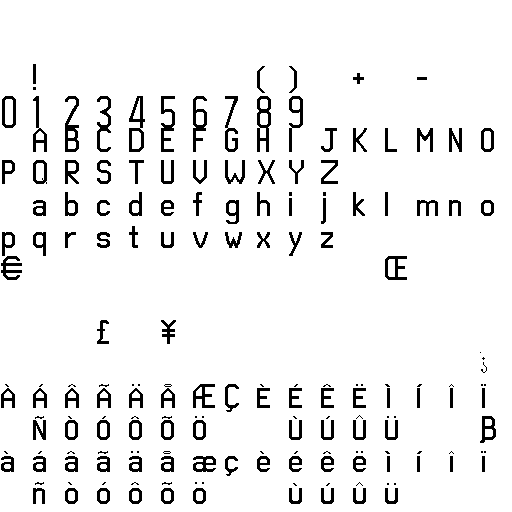 ! ( ) + -
0 1 2 3 4 5 6 7 8 9
A B C D E F G H I J K L M N O
P Q R S T U V W X Y Z
a b c d e f g h i j k l m n o
p q r s t u v w x y z
€ Œ
£ ¥
¿
À Á Â Ã Ä Å Æ Ç È É Ê Ë Ì Í Î Ï
Ñ Ò Ó Ô Õ Ö Ù Ú Û Ü ß
à á â ã ä å æ ç è é ê ë ì í î ï
ñ ò ó ô õ ö ù ú û ü